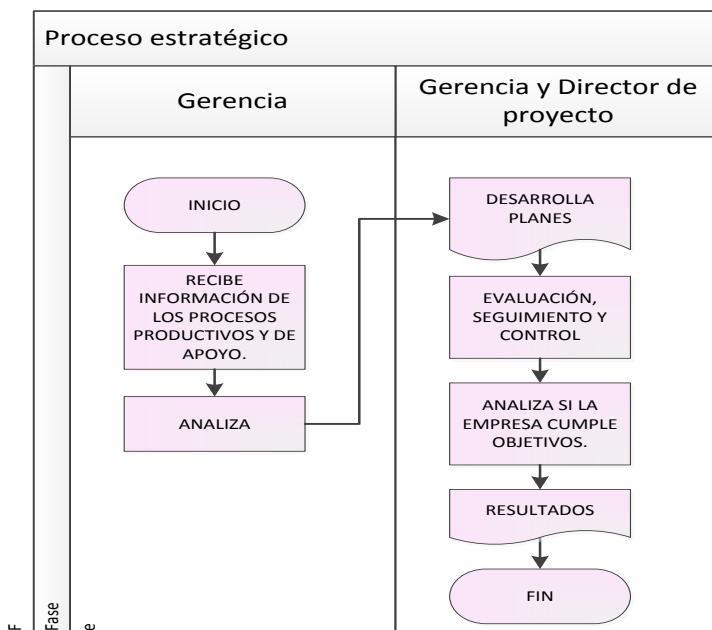 Proceso estratégico
Gerencia
Gerencia y Director de
proyecto
INICIO
RECIBE
INFORMACIÓN DE
LOS PROCESOS
PRODUCTIVOS Y DE
APOYO.
ANALIZA
DESARROLLA
PLANES
EVALUACIÓN,
SEGUIMIENTO Y
CONTROL
ANALIZA SI LA
EMPRESA CUMPLE
OBJETIVOS.
RESULTADOS
FIN
F
Fase
e